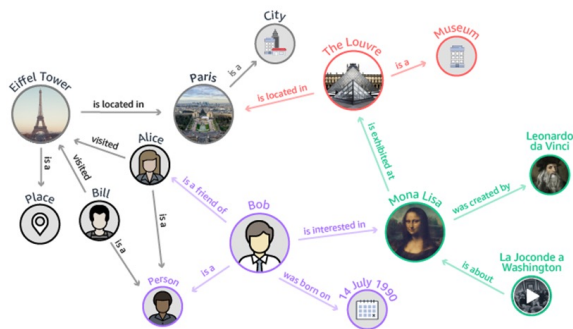 City
The Louvre
Museum
is a
is a
Eiffel Tower
Paris
is located in
is located in
visited
Alice
is exhibited at
Leonardo
da Vinci
is a
visited
was created by
is a friend of
Mona Lisa
Place
Bill
is a
Bob
is interested in
La Joconde a
Washington
is a
is about
Person
is a
was born on
14 July 1990